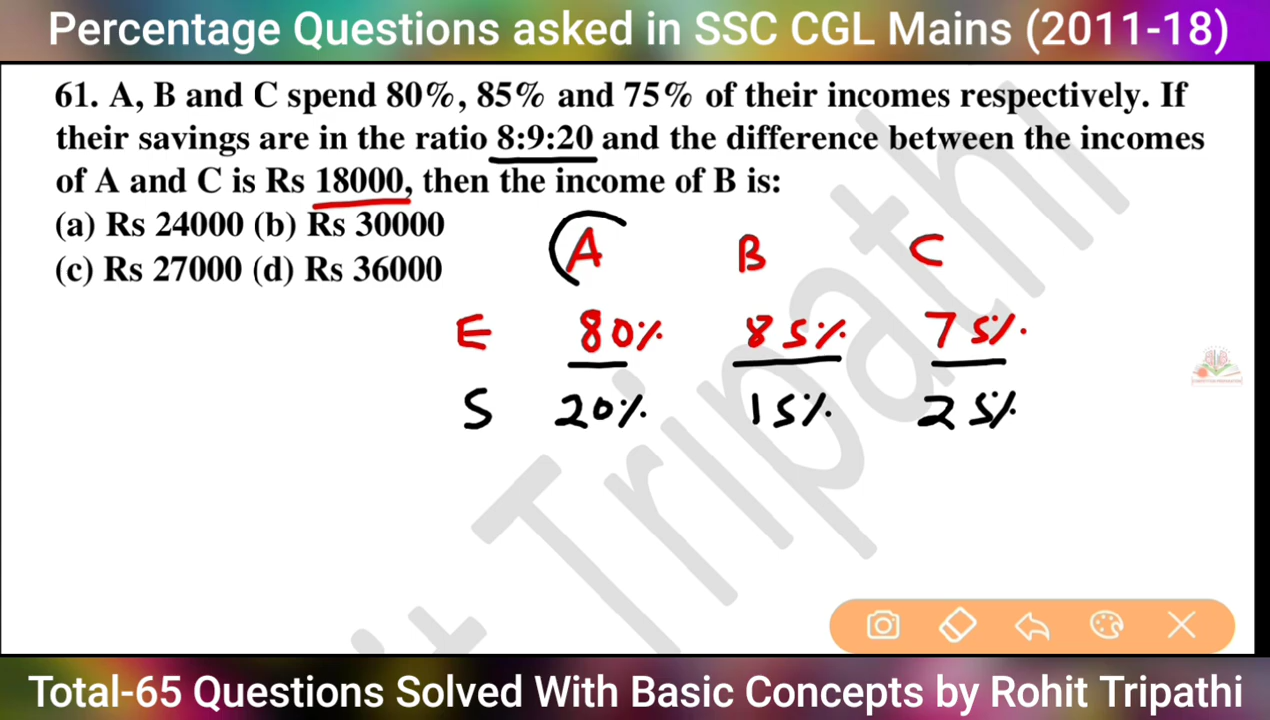 Percentage Questions asked in SSC CGL Mains (2011-18)
61. A, B and C spend 80%, 85% and 75% of their incomes respectively. If
their savings are in the ratio 8:9:20 and the difference between the incomes
of A and C is Rs 18000, then the income of B is:
(a) Rs 24000 (b) Rs 30000
(c) Rs 27000 (d) Rs 36000
A B C
E 80% 85% 75%
S 20% 15% 25%
it Tripathi
Total-65 Questions Solved With Basic Concepts by Rohit Tripathi